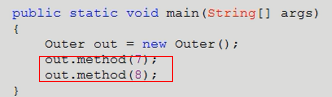 public static void main(String[] args)
{
Outer out = new Outer();
out.method(7);
out.method(8);
}